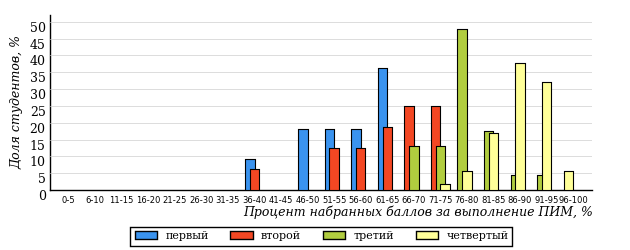 Доля студентов, %
50
45
40
35
30
25
20
15
10
5
0
0-5 6-10 11-15 16-20 21-25 26-30 31-35 36-40 41-45 46-50 51-55 56-60 61-65 66-70 71-75 76-80 81-85 86-90 91-95 96-100
Процент набранных баллов за выполнение ПИМ, %
первый второй третий четвертый